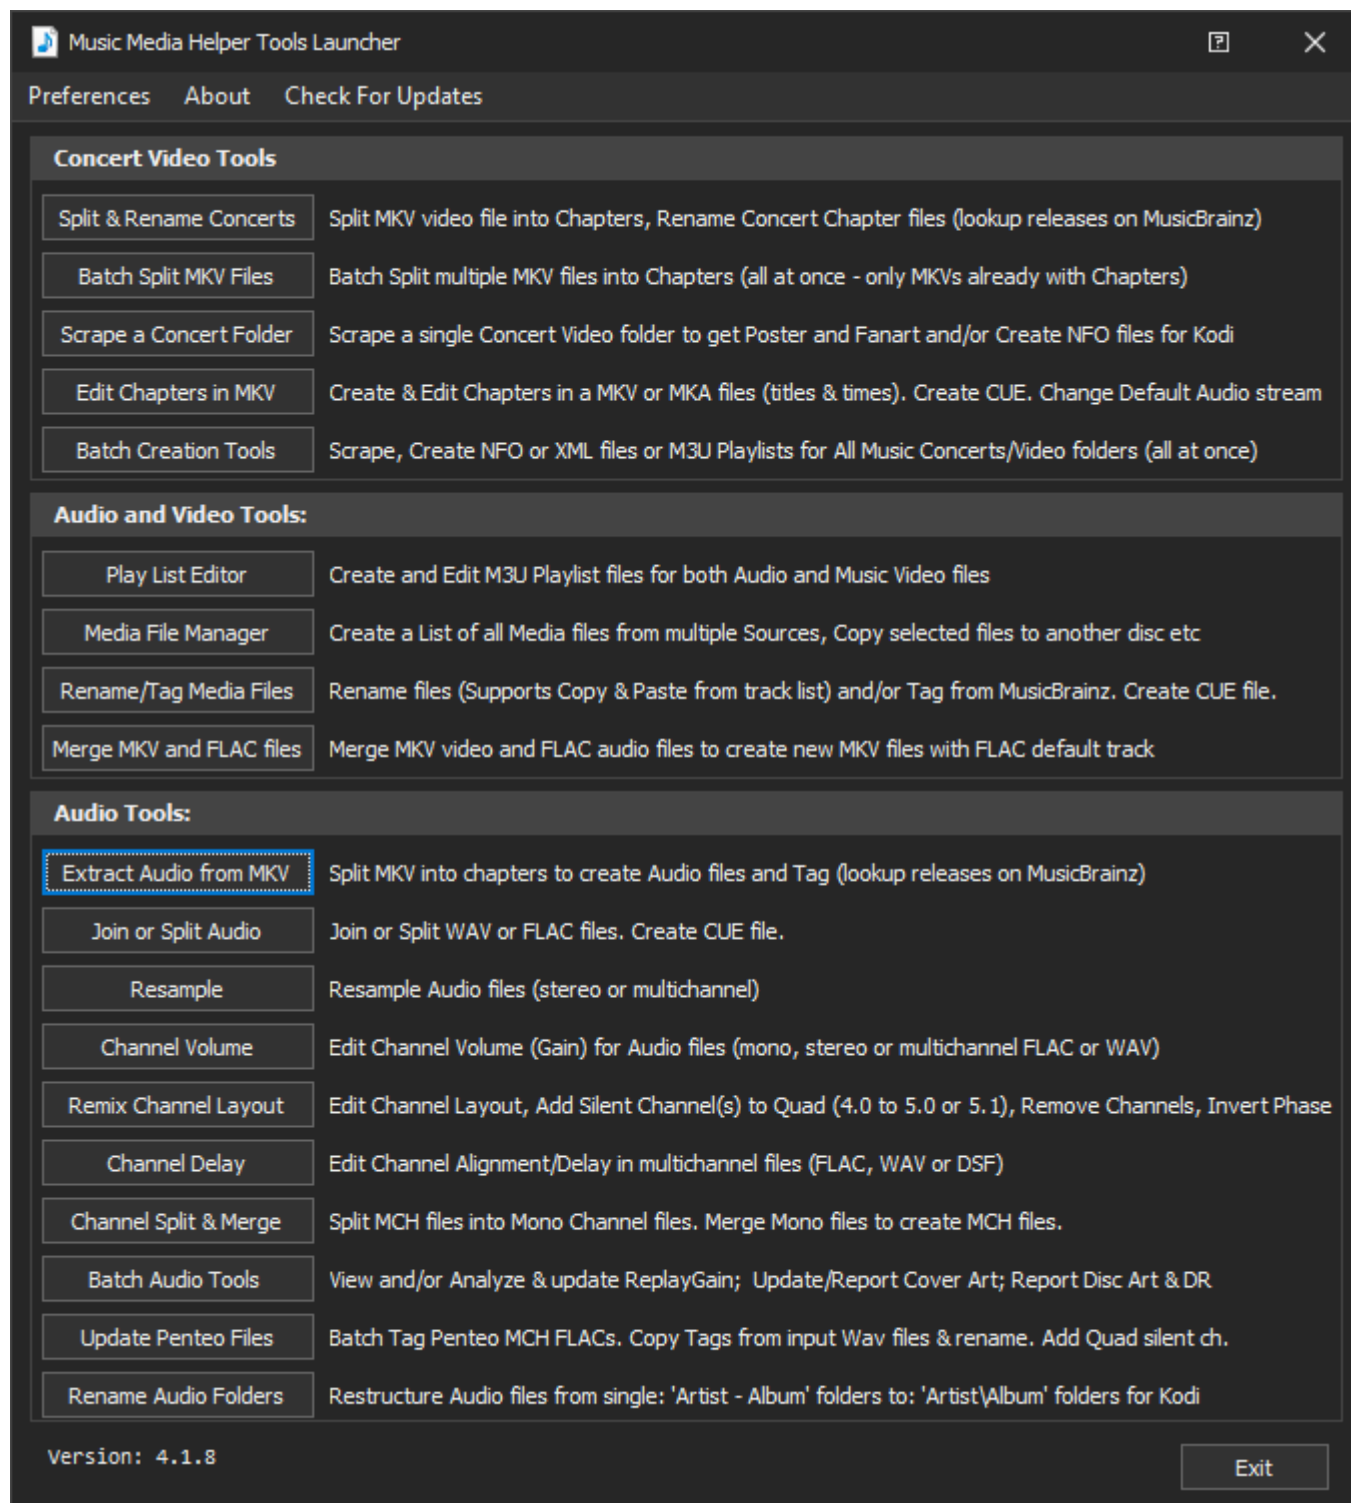 Music Media Helper Tools Launcher
Preferences About Check For Updates
Concert Video Tools
Split & Rename Concerts Split MKV video file into Chapters, Rename Concert Chapter files (lookup releases on MusicBrainz)
Batch Split MKV Files Batch Split multiple MKV files into Chapters (all at once - only MKVs already with Chapters)
Scrape a Concert Folder Scrape a single Concert Video folder to get Poster and Fanart and/or Create NFO files for Kodi
Edit Chapters in MKV Create & Edit Chapters in a MKV or MKA files (titles & times). Create CUE. Change Default Audio stream
Batch Creation Tools Scrape, Create NFO or XML files or M3U Playlists for All Music Concerts/Video folders (all at once)
Audio and Video Tools:
Play List Editor Create and Edit M3U Playlist files for both Audio and Music Video files
Media File Manager Create a List of all Media files from multiple Sources, Copy selected files to another disc etc
Rename/Tag Media Files Rename files (Supports Copy & Paste from track list) and/or Tag from MusicBrainz. Create CUE file.
Merge MKV and FLAC files Merge MKV video and FLAC audio files to create new MKV files with FLAC default track
Audio Tools:
Extract Audio from MKV Split MKV into chapters to create Audio files and Tag (lookup releases on MusicBrainz)
Join or Split Audio Join or Split WAV or FLAC files. Create CUE file.
Resample Resample Audio files (stereo or multichannel)
Channel Volume Edit Channel Volume (Gain) for Audio files (mono, stereo or multichannel FLAC or WAV)
Remix Channel Layout Edit Channel Layout, Add Silent Channel(s) to Quad (4.0 to 5.0 or 5.1), Remove Channels, Invert Phase
Channel Delay Edit Channel Alignment/Delay in multichannel files (FLAC, WAV or DSF)
Channel Split & Merge Split MCH files into Mono Channel files. Merge Mono files to create MCH files.
Batch Audio Tools View and/or Analyze & update ReplayGain; Update/Report Cover Art; Report Disc Art & DR
Update Penteo Files Batch Tag Penteo MCH FLACs. Copy Tags from input Wav files & rename. Add Quad silent ch.
Rename Audio Folders Restructure Audio files from single: 'Artist - Album' folders to: 'Artist\Album' folders for Kodi
Version: 4.1.8
Exit